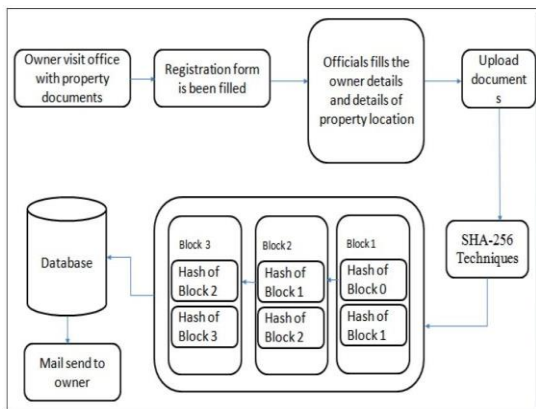 Owner visit office
with property
documents
Registration form
is been filled
Officials fills the
owner details
and details of
property location
Upload
document
s
SHA-256
Techniques
Block1
Hash of
Block 0
Hash of
Block 1
Block2
Hash of
Block 1
Hash of
Block 2
Block 3
Hash of
Block 2
Hash of
Block 3
Database
Mail send to
owner